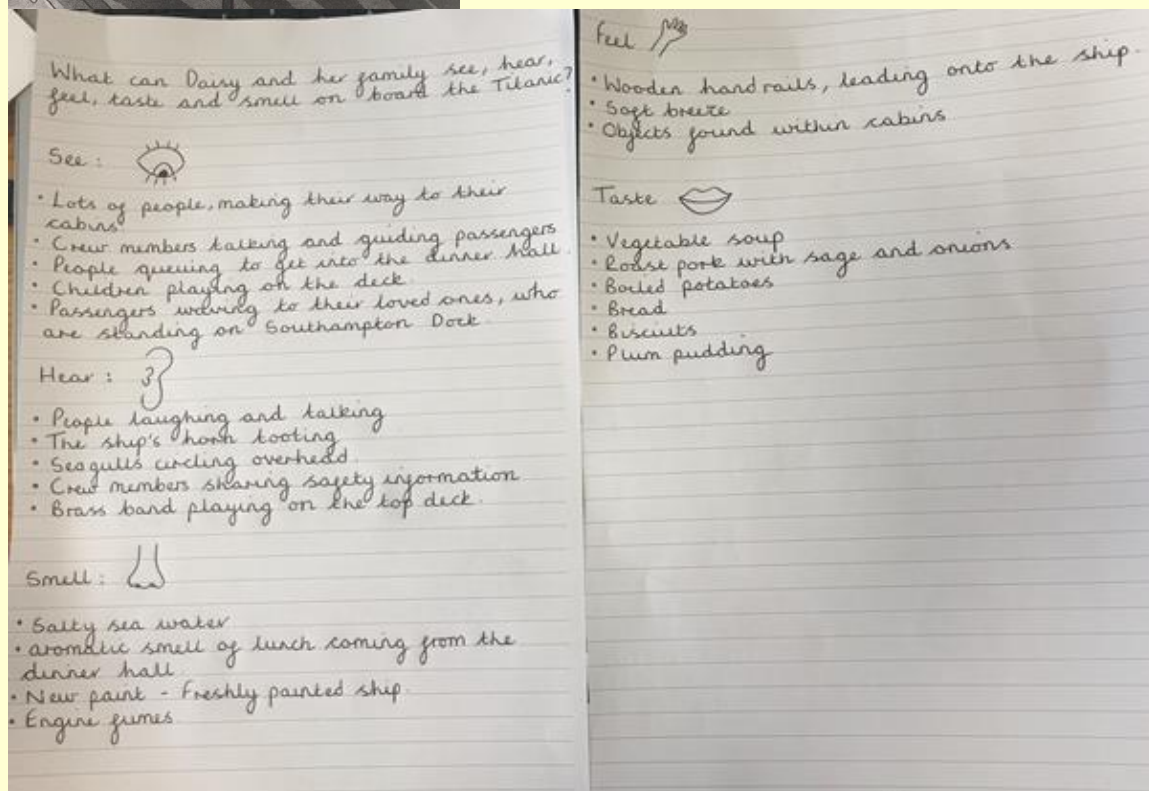 What can Daisy and her family see, hear,
feel, taste and smell on board the Titanic?
See :
• Lots of people, making their way to their
cabins
• Crew members talking and guiding passengers
• People queuing to get into the dinner hall.
• Children playing on the deck.
• Passengers waving to their loved ones, who
are standing on Southampton Dock.
Hear :
• People laughing and talking
• The ship's horn tooting
• Seagulls circling overhead.
• Crew members sharing safety information
• Brass band playing on the top deck.
Smell :
• Salty sea water
• aromatic smell of lunch coming from the
dinner hall
• New paint - Freshly painted ship.
• Engine fumes
Feel
• Wooden hand rails, leading onto the ship.
• Soft breeze
• Objects found within cabins
Taste
• Vegetable soup
• Roast pork with sage and onions
• Boiled potatoes
• Bread
• Biscuits
• Plum pudding